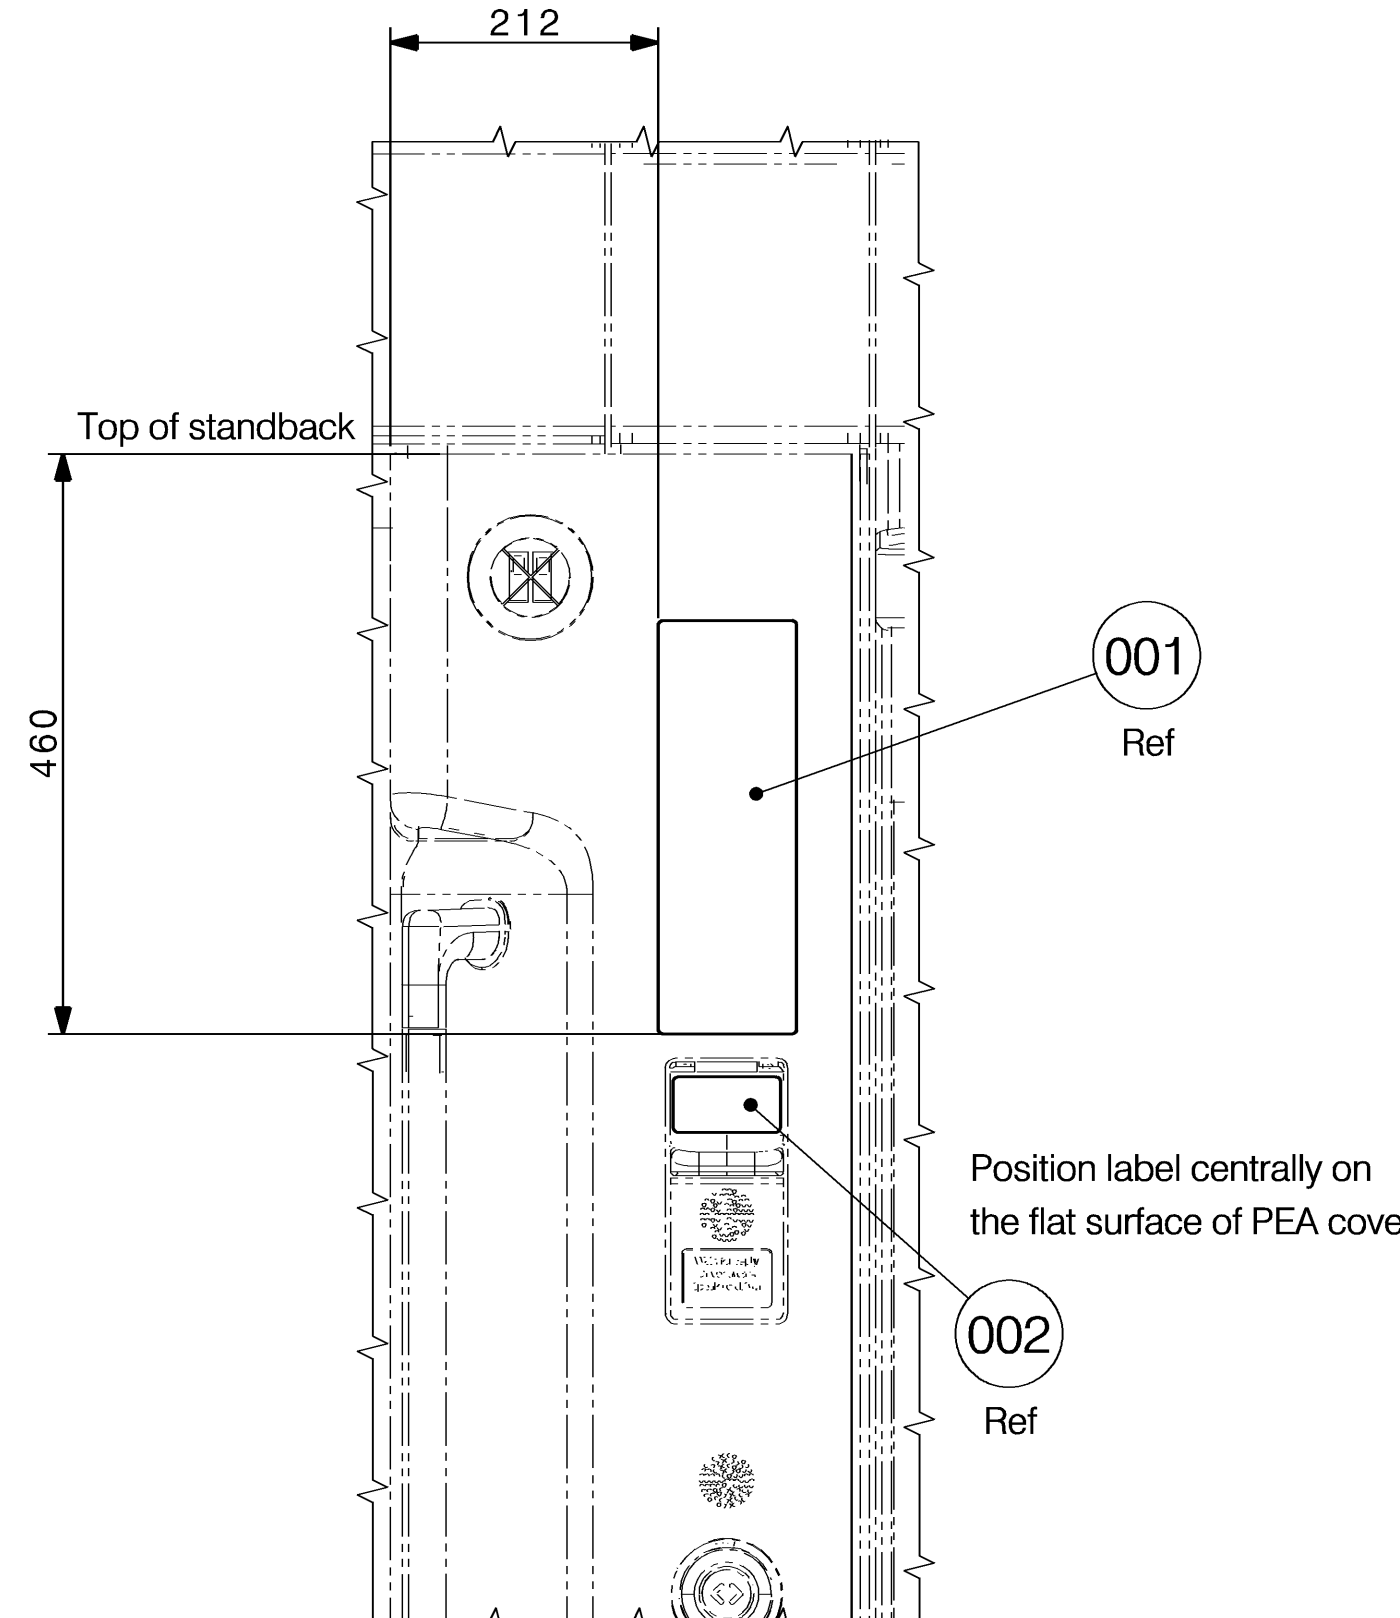 212
Top of standback
001
Ref
460
Position label centrally on
the flat surface of PEA cove
002
Ref